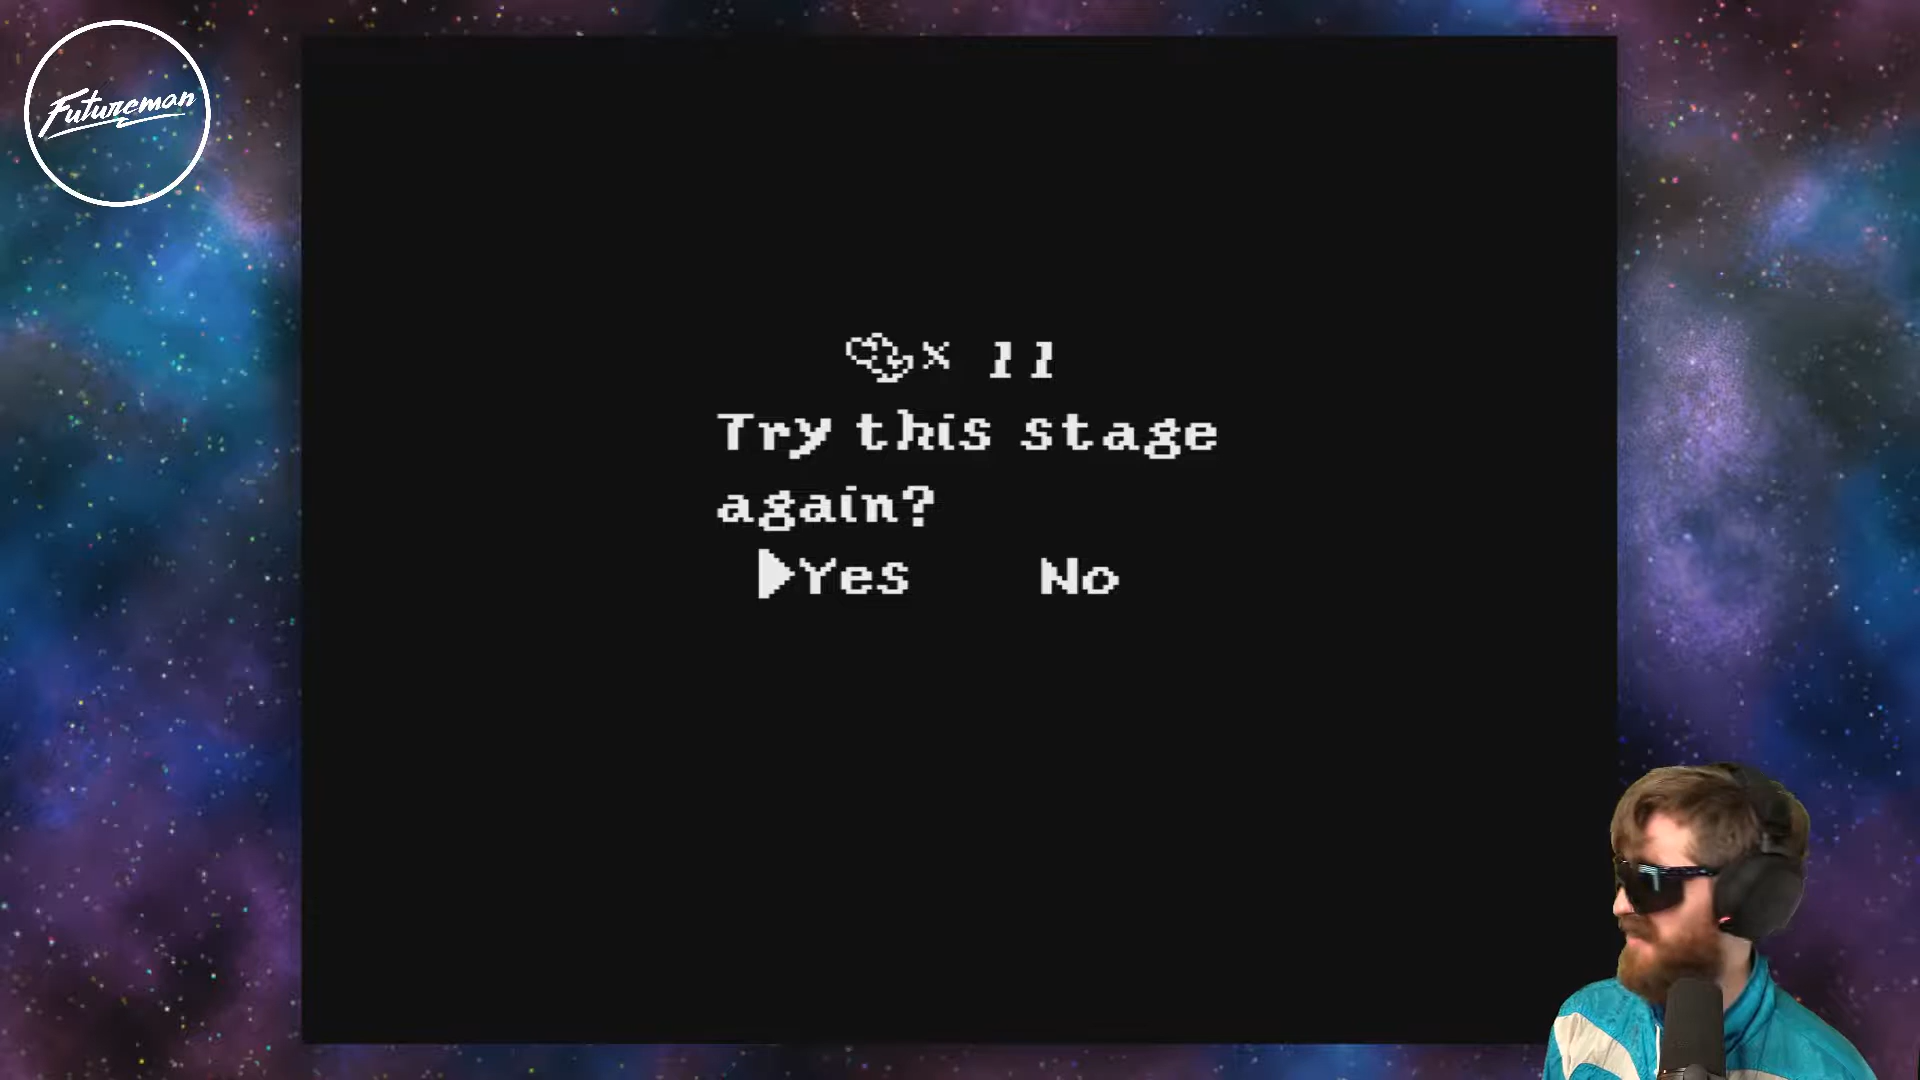 Futureman
× 11
Try this stage
again?
▶Yes No